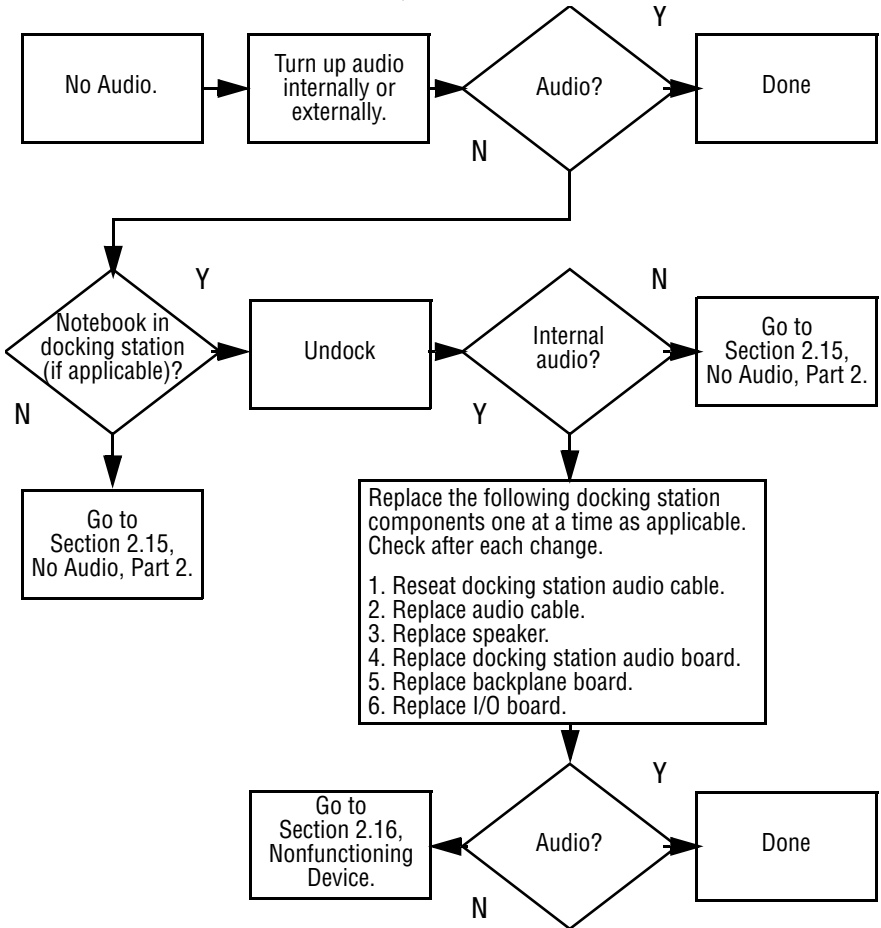 Y
No Audio.
Turn up audio
internally or
externally.
Audio?
Done
N
Y
N
Notebook in
docking station
(if applicable)?
Undock
Internal
audio?
Go to
Section 2.15,
No Audio, Part 2.
N
Y
Go to
Section 2.15,
No Audio, Part 2.
Replace the following docking station
components one at a time as applicable.
Check after each change.
1. Reseat docking station audio cable.
2. Replace audio cable.
3. Replace speaker.
4. Replace docking station audio board.
5. Replace backplane board.
6. Replace I/O board.
Y
Go to
Section 2.16,
Nonfunctioning
Device.
Audio?
Done
N